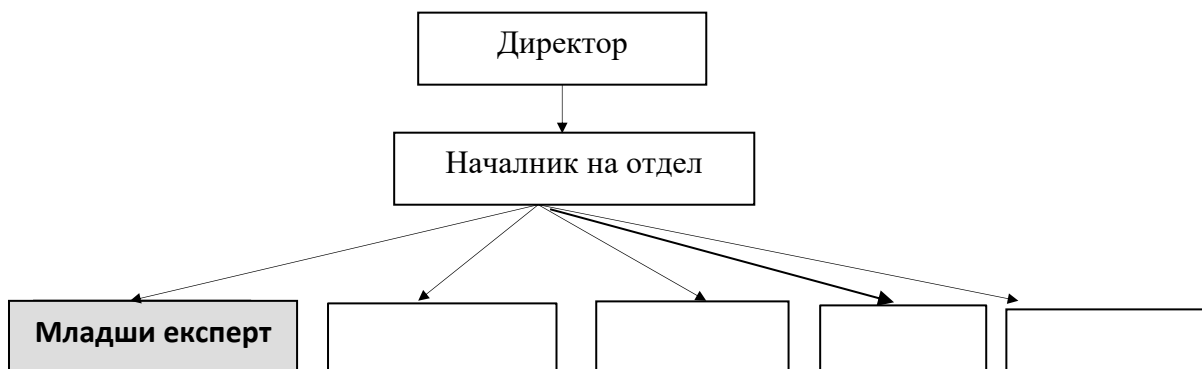 Директор
Началник на отдел
Младши експерт